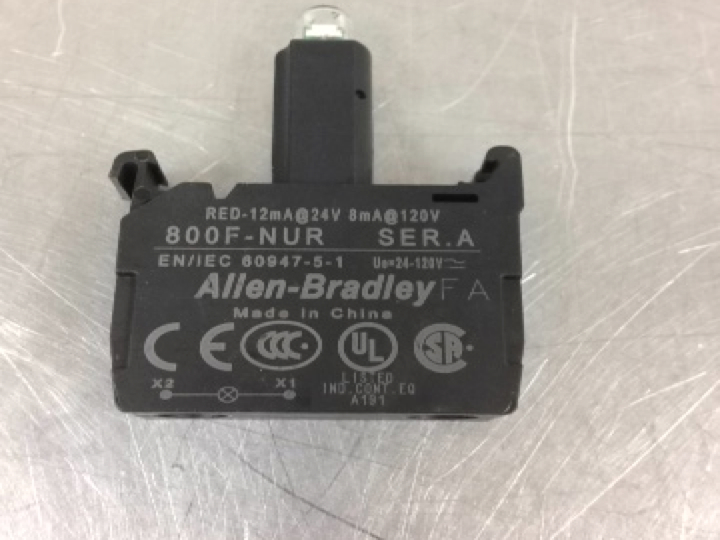 RED-12mA@24V 8mA@120V
800F-NUR SER.A
EN/IEC 60947-5-1 Ue=24-120V⎓
Allen-Bradley FA
Made in China
CE CCC UL SA
LISTED
X2 X1 IND.CONT.EQ
A191